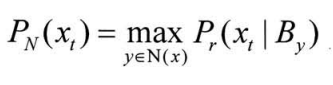 P_N(x_t) = max_{y∈N(x)} P_r(x_t | B_y)